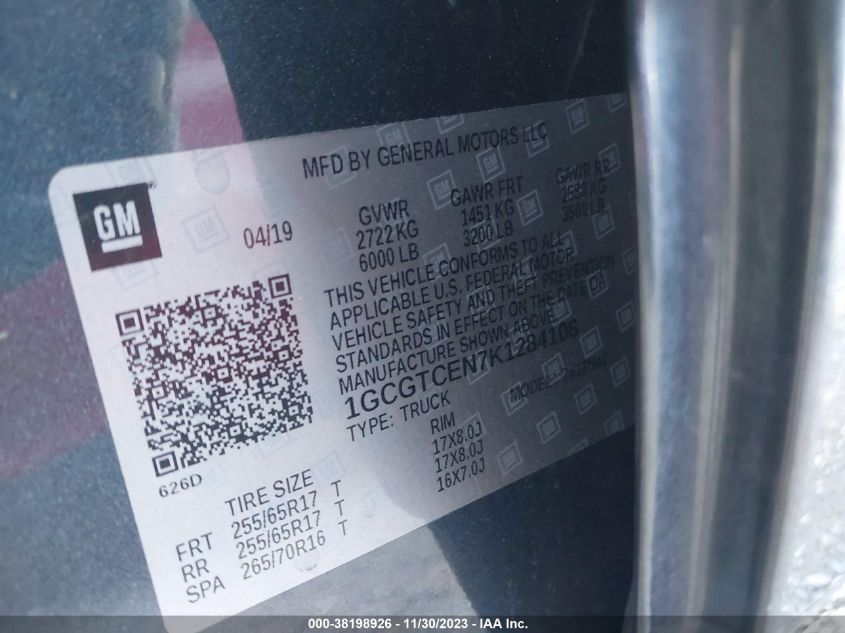 MFD BY GENERAL MOTORS LLC
GM
04/19
GVWR GAWR FRT GAWR RR
2722 KG 1451 KG 1588 KG
6000 LB 3200 LB 3500 LB
THIS VEHICLE CONFORMS TO ALL
APPLICABLE U.S. FEDERAL MOTOR
VEHICLE SAFETY AND THEFT PREVENTION
STANDARDS IN EFFECT ON THE DATE OF
MANUFACTURE SHOWN ABOVE.
1GCGTCEN7K1284106
TYPE: TRUCK MODEL:
626D
TIRE SIZE RIM
FRT 255/65R17 T 17X8.0J
RR 255/65R17 T 17X8.0J
SPA 265/70R16 T 16X7.0J
000-38198926 - 11/30/2023 - IAA Inc.